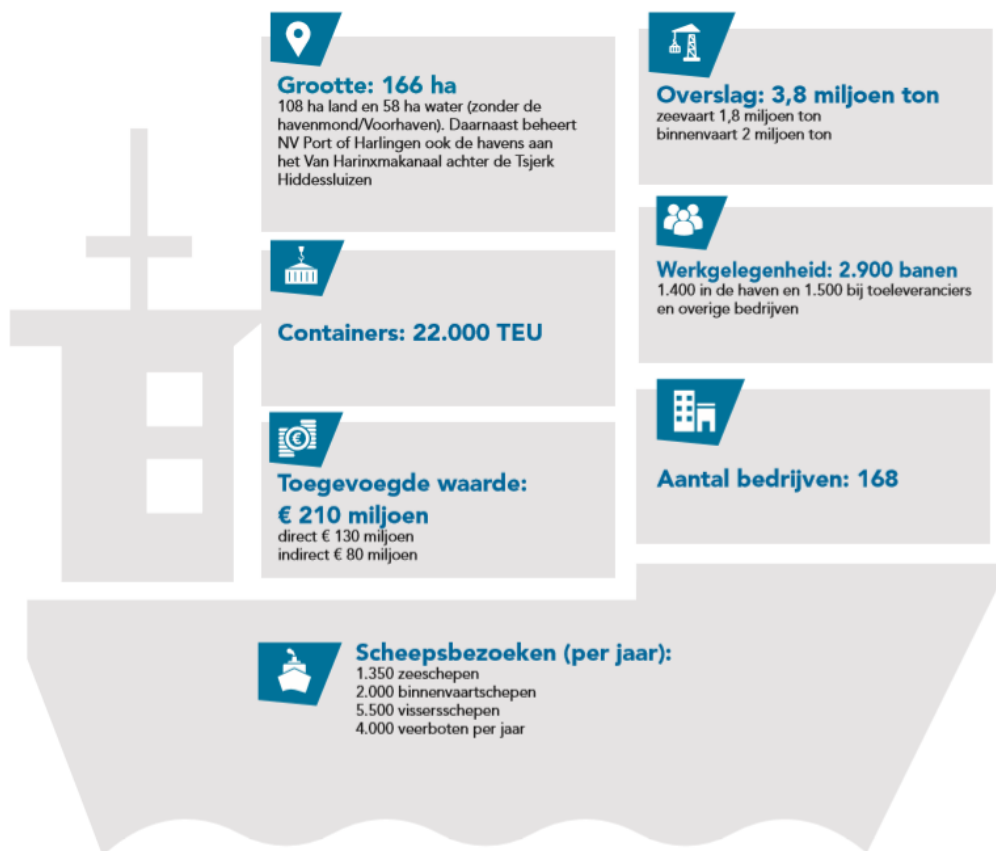 Grootte: 166 ha
108 ha land en 58 ha water (zonder de
havenmond/Voorhaven). Daarnaast beheert
NV Port of Harlingen ook de havens aan
het Van Harinxmakanaal achter de Tsjerk
Hiddessluizen
Overslag: 3,8 miljoen ton
zeevaart 1,8 miljoen ton
binnenvaart 2 miljoen ton
Containers: 22.000 TEU
Werkgelegenheid: 2.900 banen
1.400 in de haven en 1.500 bij toeleveranciers
en overige bedrijven
Toegevoegde waarde:
€ 210 miljoen
direct € 130 miljoen
indirect € 80 miljoen
Aantal bedrijven: 168
Scheepsbezoeken (per jaar):
1.350 zeeschepen
2.000 binnenvaartschepen
5.500 vissersschepen
4.000 veerboten per jaar